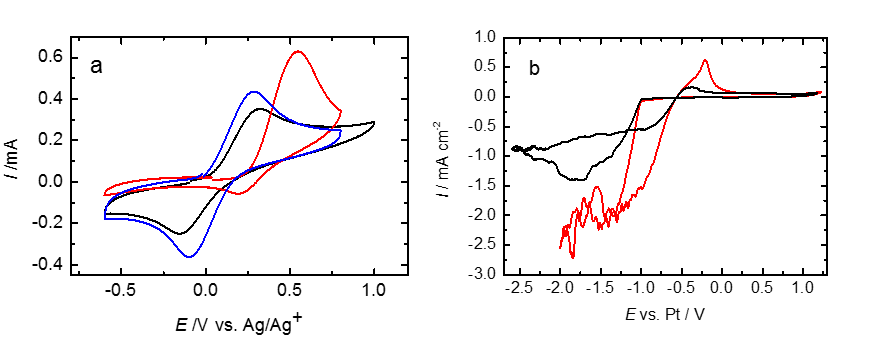 a
0.6
0.4
0.2
0.0
-0.2
-0.4
I /mA
-0.5 0.0 0.5 1.0
E /V vs. Ag/Ag+
b
1.0
0.5
0.0
-0.5
-1.0
-1.5
-2.0
-2.5
-3.0
I / mA cm-2
-2.5 -2.0 -1.5 -1.0 -0.5 0.0 0.5 1.0
E vs. Pt / V